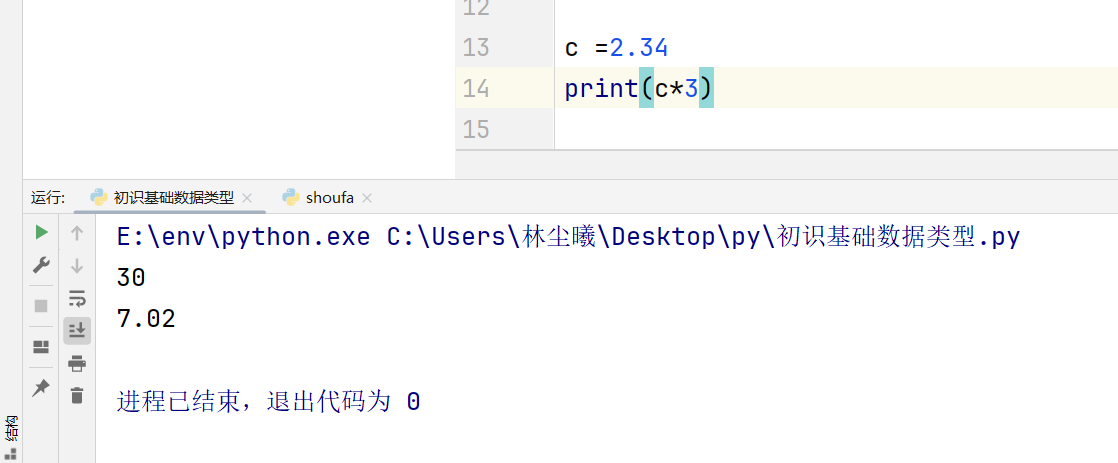 12
13 c =2.34
14 print(c*3)
15
运行: 初识基础数据类型 × shoufa ×
E:\env\python.exe C:\Users\林尘曦\Desktop\py\初识基础数据类型.py
30
7.02
进程已结束，退出代码为 0
结构